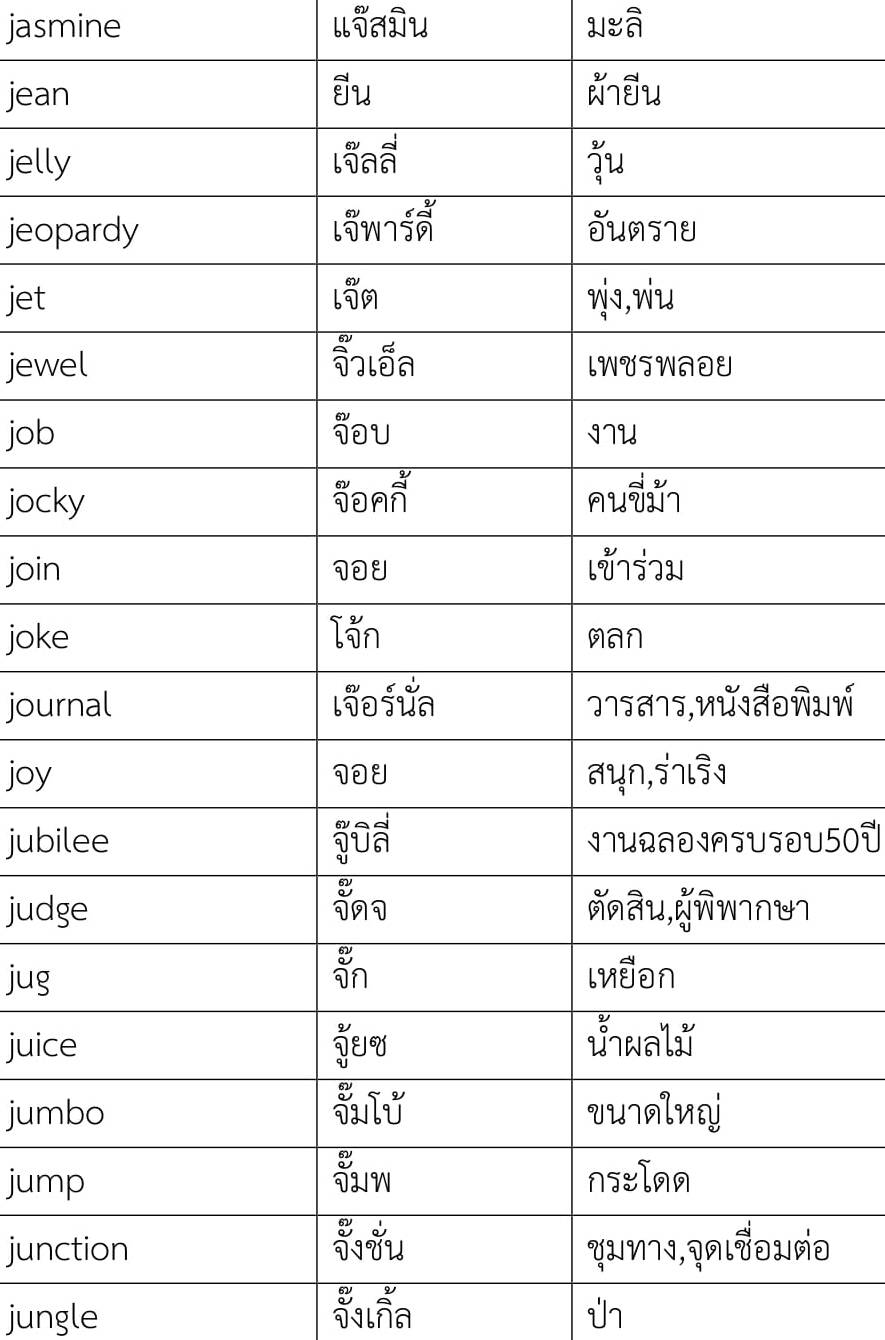 jasmine แจ๊สมิน มะลิ
jean ยีน ผ้ายีน
jelly เจ๊ลลี่ วุ้น
jeopardy เจ๊พาร์ดี้ อันตราย
jet เจ๊ต พุ่ง,พ่น
jewel จิ๊วเอ็ล เพชรพลอย
job จ๊อบ งาน
jocky จ๊อคกี้ คนขี่ม้า
join จอย เข้าร่วม
joke โจ้ก ตลก
journal เจ๊อร์นั่ล วารสาร,หนังสือพิมพ์
joy จอย สนุก,ร่าเริง
jubilee จู๊บิลี่ งานฉลองครบรอบ50ปี
judge จั๊ดจ ตัดสิน,ผู้พิพากษา
jug จั๊ก เหยือก
juice จู้ยซ น้ำผลไม้
jumbo จั๊มโบ้ ขนาดใหญ่
jump จั๊มพ กระโดด
junction จั๊งชั่น ชุมทาง,จุดเชื่อมต่อ
jungle จั๊งเกิ้ล ป่า